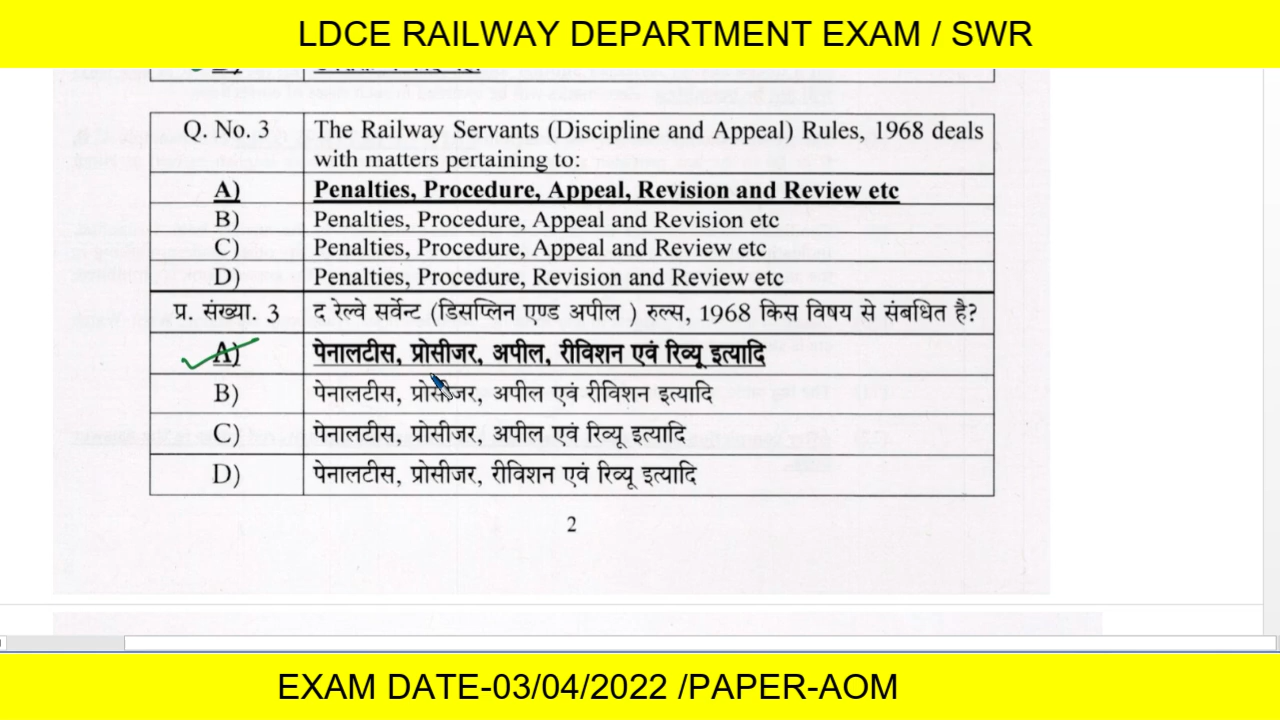 LDCE RAILWAY DEPARTMENT EXAM / SWR
Q. No. 3 The Railway Servants (Discipline and Appeal) Rules, 1968 deals
with matters pertaining to:
A) Penalties, Procedure, Appeal, Revision and Review etc
B) Penalties, Procedure, Appeal and Revision etc
C) Penalties, Procedure, Appeal and Review etc
D) Penalties, Procedure, Revision and Review etc
प्र. संख्या. 3 द रेल्वे सर्वेन्ट (डिसप्लिन एण्ड अपील ) रुल्स, 1968 किस विषय से संबधित है?
A) पेनालटीस, प्रोसीजर, अपील, रीविशन एवं रिव्यू इत्यादि
B) पेनालटीस, प्रोसीजर, अपील एवं रीविशन इत्यादि
C) पेनालटीस, प्रोसीजर, अपील एवं रिव्यू इत्यादि
D) पेनालटीस, प्रोसीजर, रीविशन एवं रिव्यू इत्यादि
2
EXAM DATE-03/04/2022 /PAPER-AOM